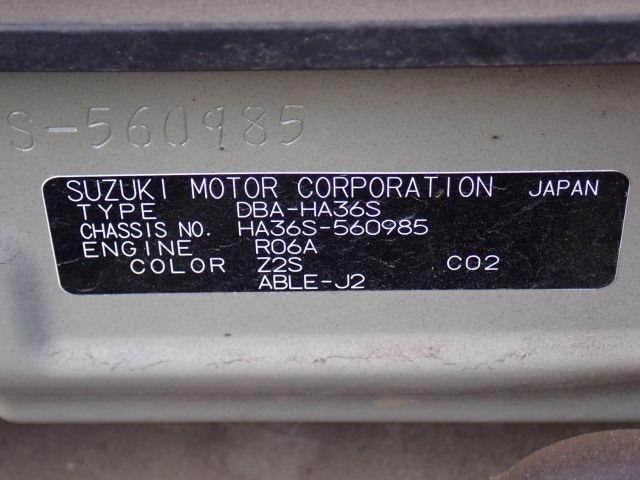 S-560985
SUZUKI MOTOR CORPORATION JAPAN
TYPE DBA-HA36S
CHASSIS NO. HA36S-560985
ENGINE R06A
COLOR Z2S C02
ABLE-J2